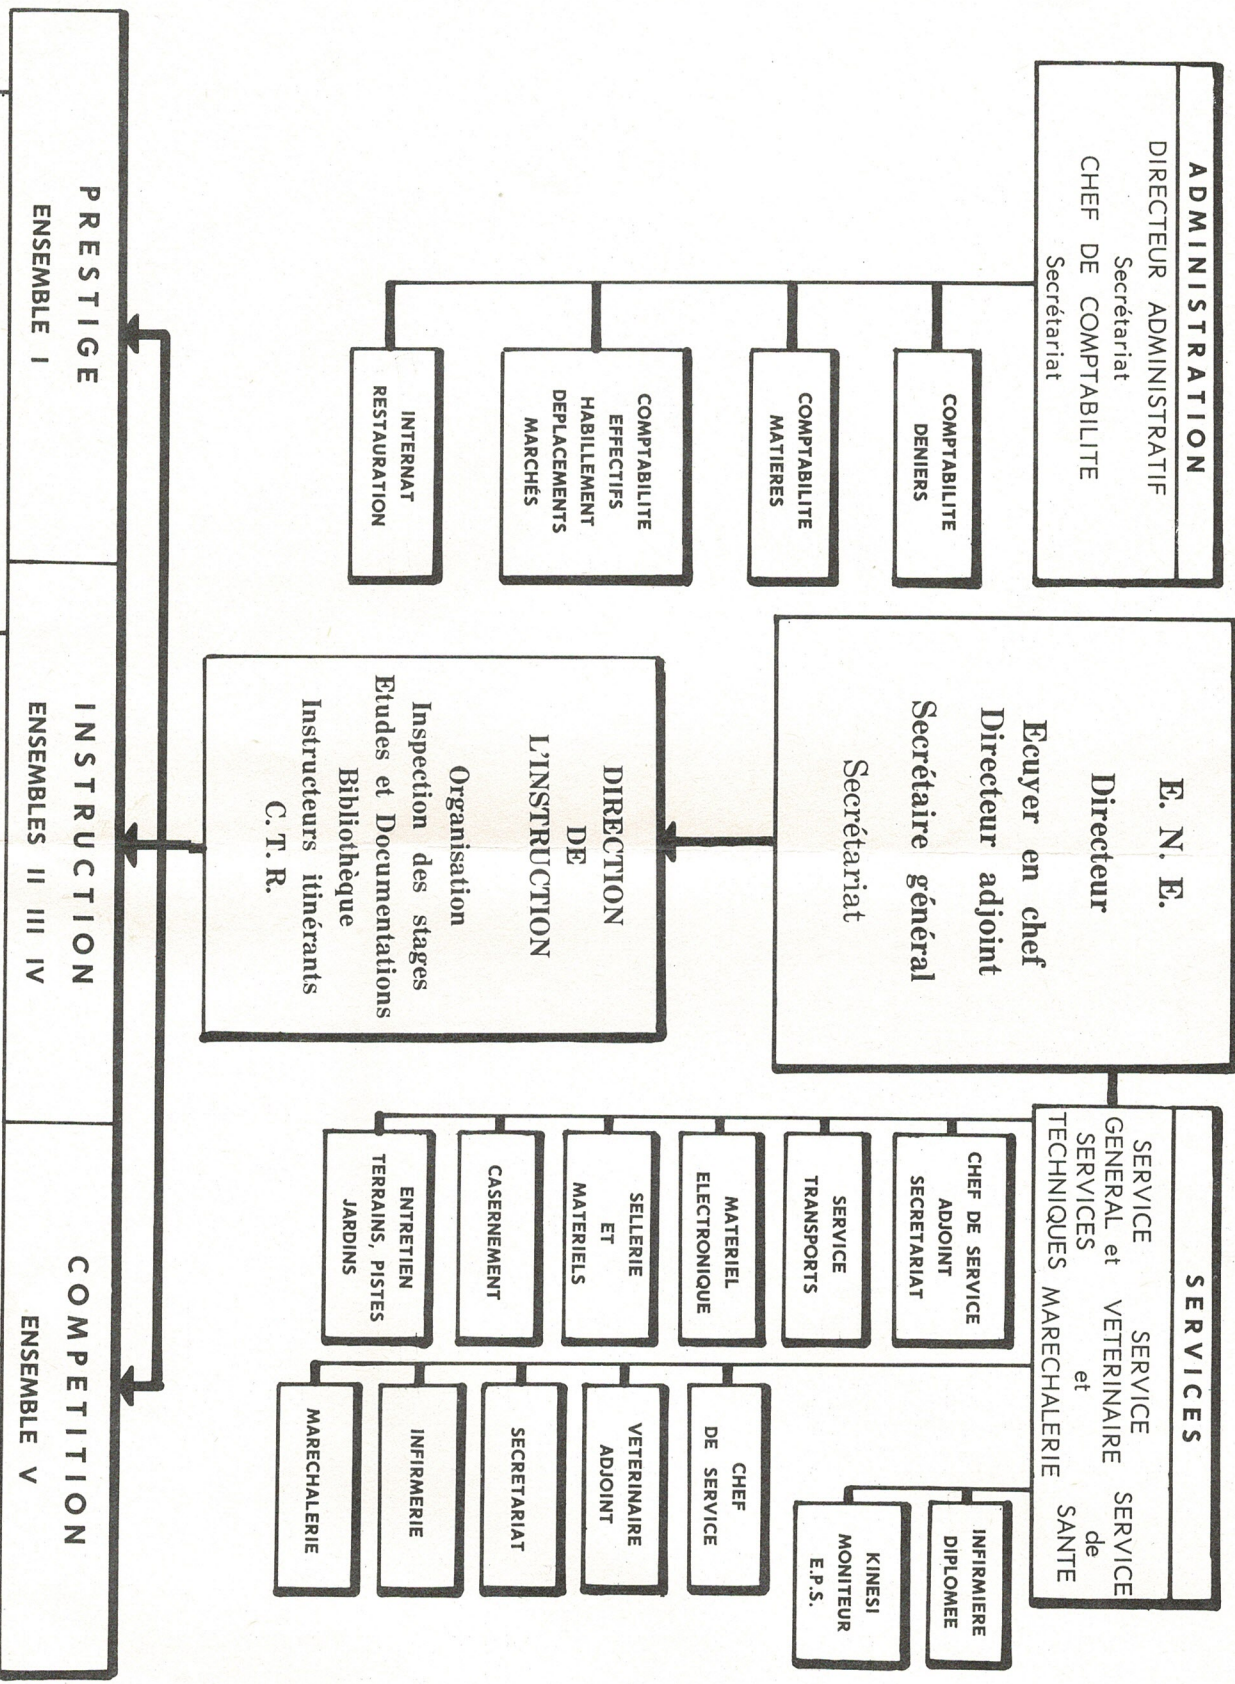 ADMINISTRATION
DIRECTEUR ADMINISTRATIF
Secrétariat
CHEF DE COMPTABILITE
Secrétariat
COMPTABILITE
DENIERS
COMPTABILITE
MATIERES
COMPTABILITE
EFFECTIFS
HABILLEMENT
DEPLACEMENTS
MARCHÉS
INTERNAT
RESTAURATION
E. N. E.
Directeur
Ecuyer en chef
Directeur adjoint
Secrétaire général
Secrétariat
DIRECTION
DE
L'INSTRUCTION
Organisation
Inspection des stages
Etudes et Documentations
Bibliothèque
Instructeurs itinérants
C. T. R.
SERVICES
SERVICE
GENERAL et
SERVICES
TECHNIQUES
SERVICE
VETERINAIRE
et
MARECHALERIE
SERVICE
de
SANTE
CHEF DE SERVICE
ADJOINT
SECRETARIAT
SERVICE
TRANSPORTS
MATERIEL
ELECTRONIQUE
SELLERIE
ET
MATERIELS
CASERNEMENT
ENTRETIEN
TERRAINS, PISTES
JARDINS
CHEF
DE SERVICE
VETERINAIRE
ADJOINT
SECRETARIAT
INFIRMERIE
MARECHALERIE
INFIRMIERE
DIPLOMEE
KINESI
MONITEUR
E.P.S.
PRESTIGE
ENSEMBLE I
INSTRUCTION
ENSEMBLES II III IV
COMPETITION
ENSEMBLE V